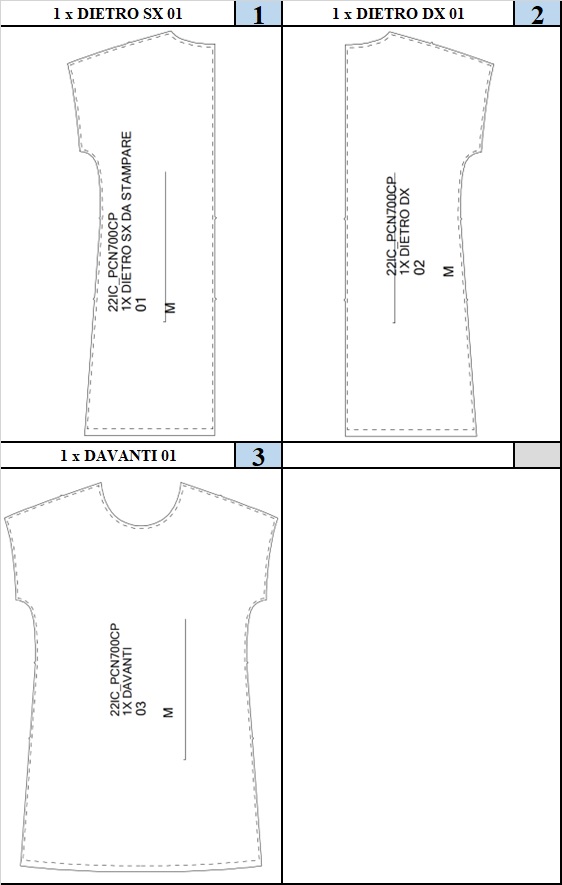 1 x DIETRO SX 01
1
1 x DIETRO DX 01
2
22IC_PCN700CP
1X DIETRO SX DA STAMPARE
01
M
22IC_PCN700CP
1X DIETRO DX
02
M
1 x DAVANTI 01
3
22IC_PCN700CP
1X DAVANTI
03
M